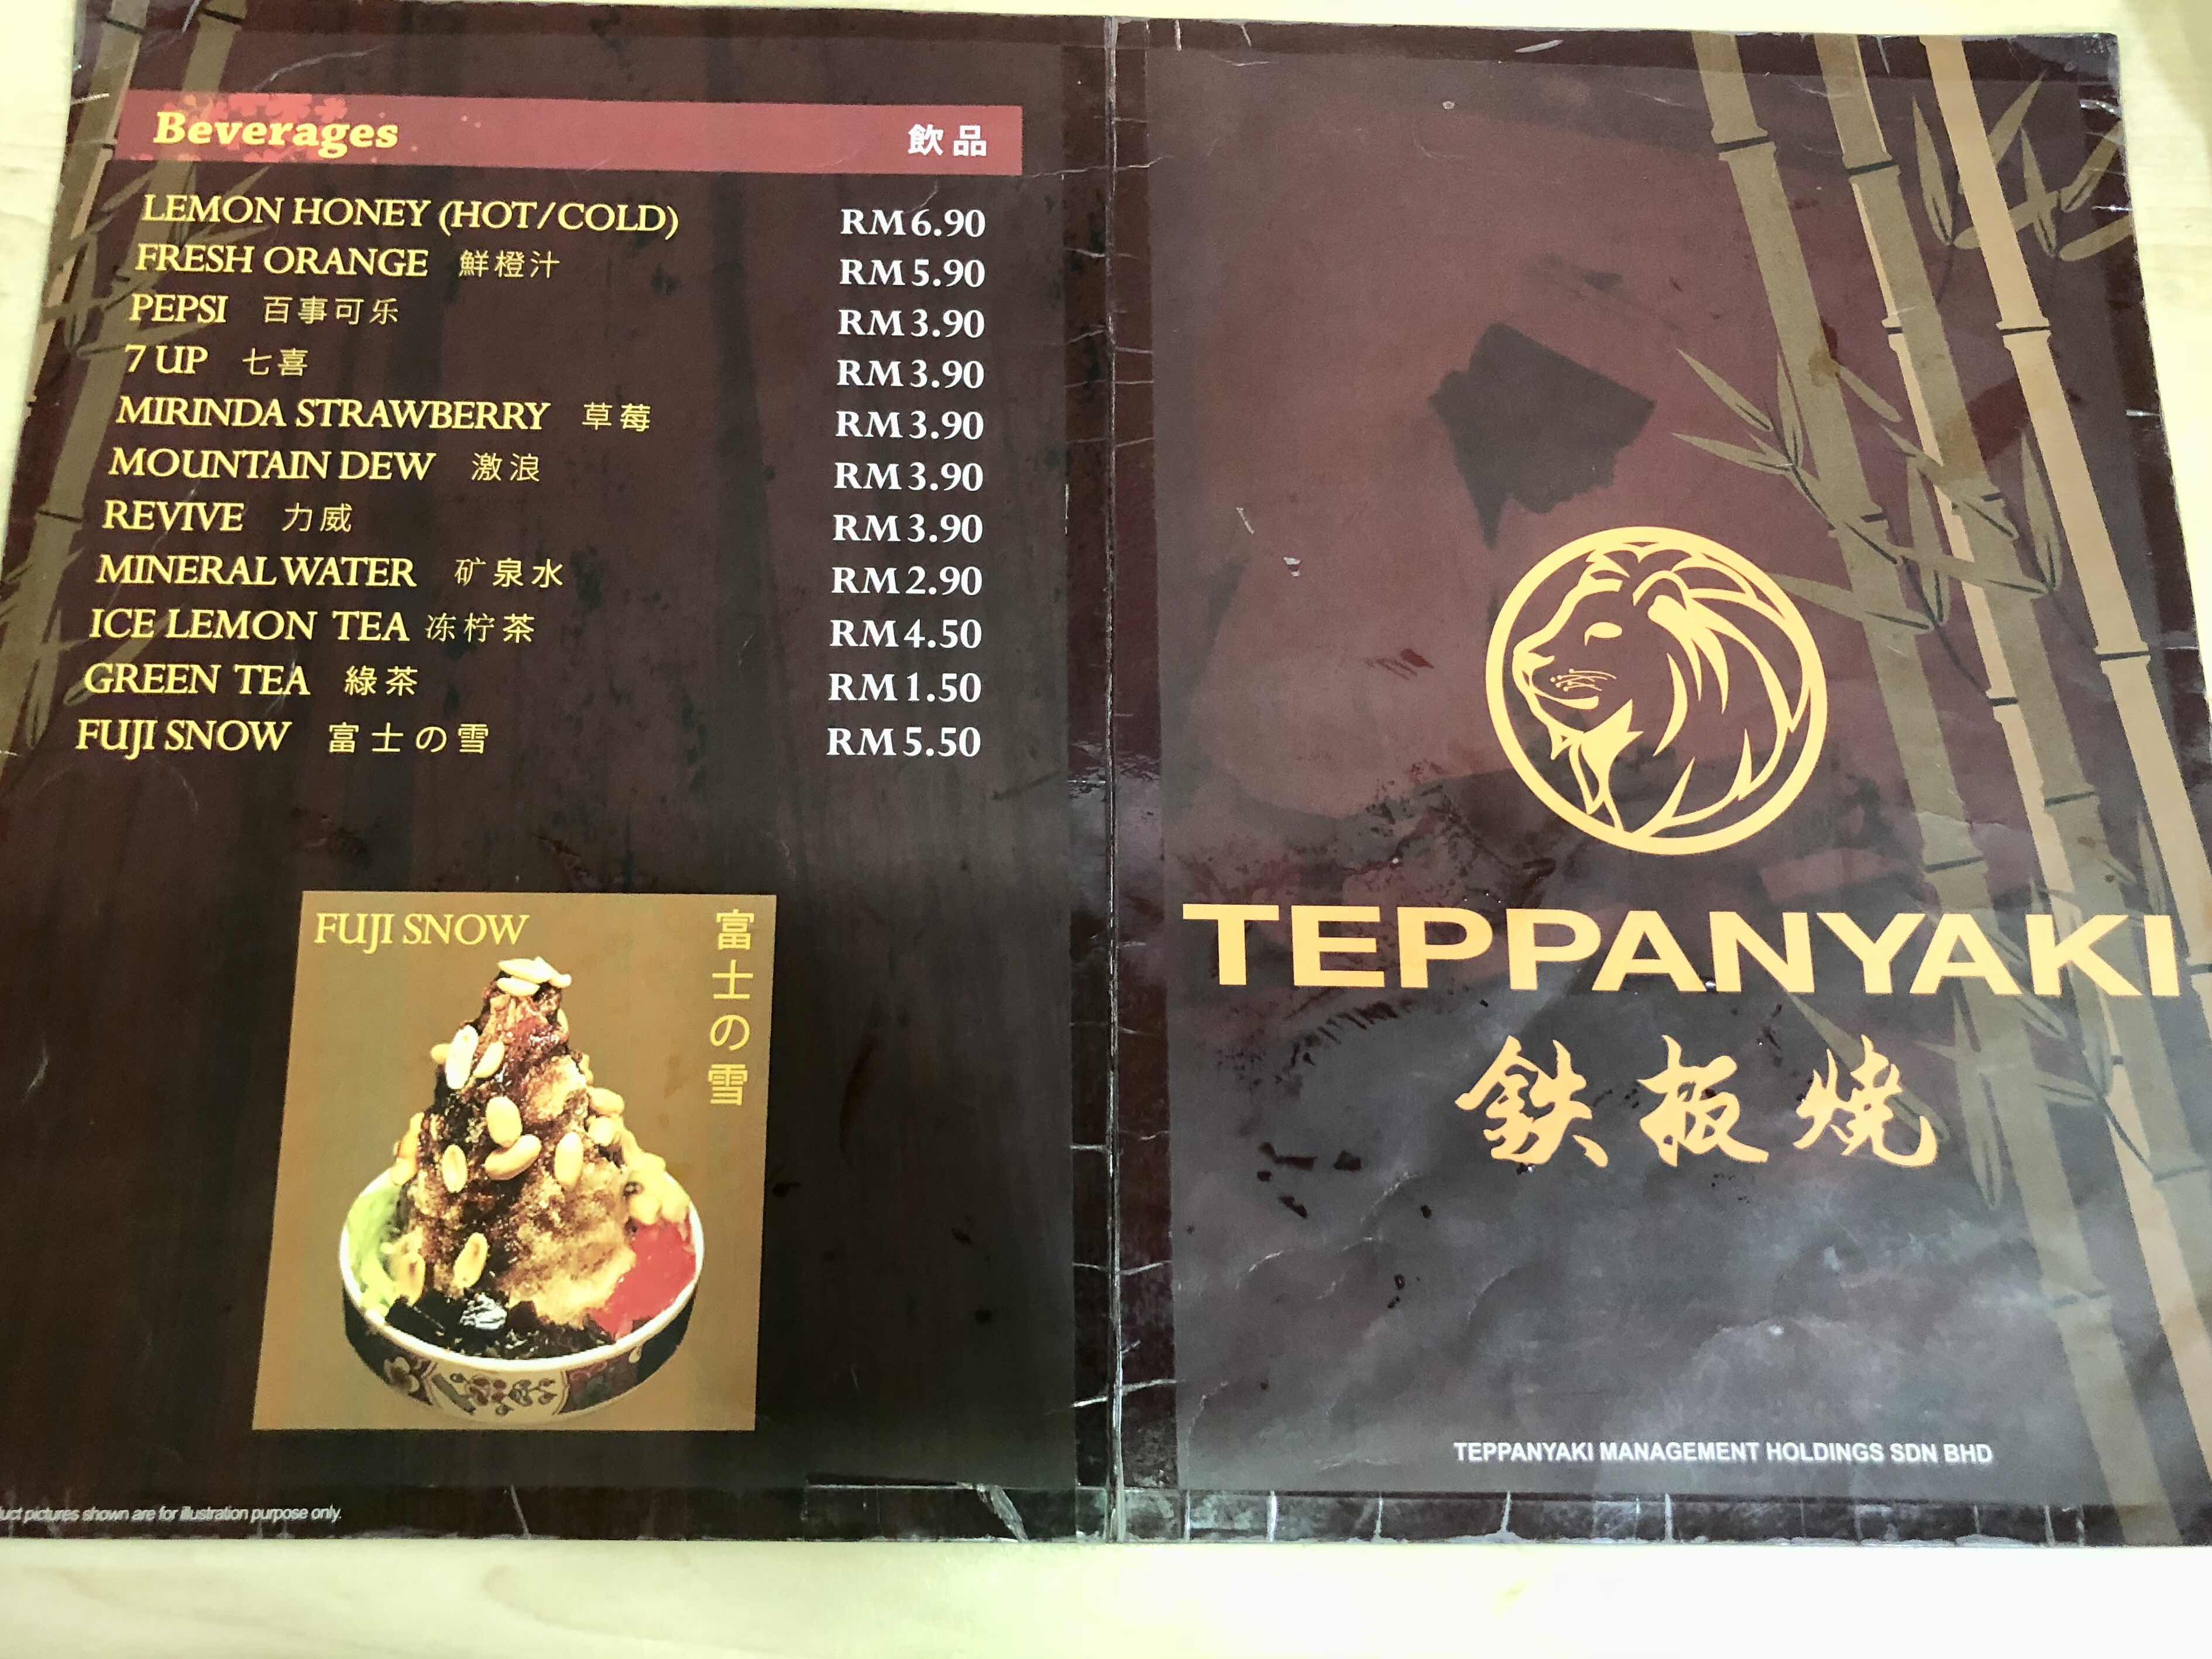 Beverages 飲品
LEMON HONEY (HOT/COLD) RM6.90
FRESH ORANGE 鮮橙汁 RM5.90
PEPSI 百事可乐 RM3.90
7 UP 七喜 RM3.90
MIRINDA STRAWBERRY 草莓 RM3.90
MOUNTAIN DEW 激浪 RM3.90
REVIVE 力威 RM3.90
MINERAL WATER 矿泉水 RM2.90
ICE LEMON TEA 冻柠茶 RM4.50
GREEN TEA 綠茶 RM1.50
FUJI SNOW 富士の雪 RM5.50
FUJI SNOW
富士の雪
pictures shown are for illustration purpose only.
TEPPANYAKI
鉄板焼
TEPPANYAKI MANAGEMENT HOLDINGS SDN BHD